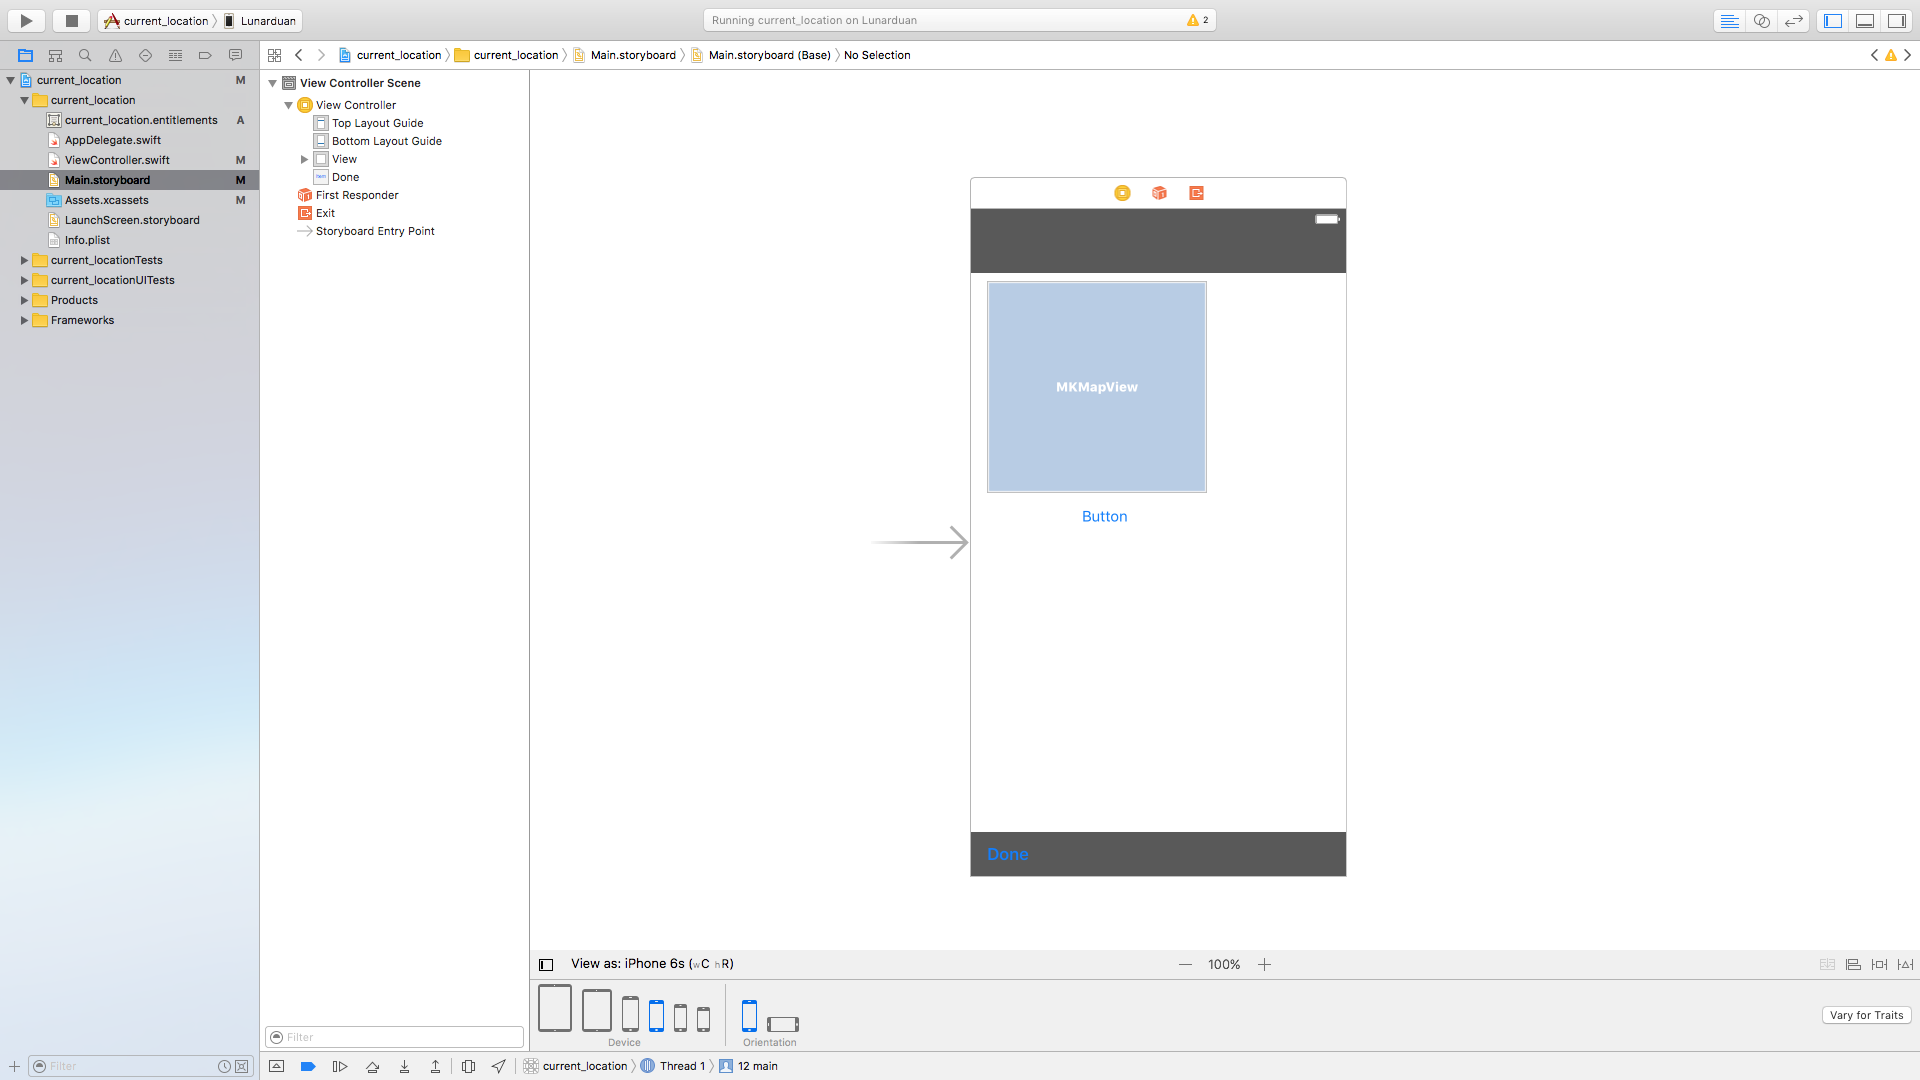 current_location Lunarduan
Running current_location on Lunarduan 2
current_location current_location Main.storyboard Main.storyboard (Base) No Selection
current_location M
current_location
current_location.entitlements A
AppDelegate.swift
ViewController.swift M
Main.storyboard M
Assets.xcassets M
LaunchScreen.storyboard
Info.plist
current_locationTests
current_locationUITests
Products
Frameworks
Filter
View Controller Scene
View Controller
Top Layout Guide
Bottom Layout Guide
View
Done
First Responder
Exit
Storyboard Entry Point
Filter
MKMapView
Button
Done
View as: iPhone 6s (wC hR)
100%
Device
Orientation
Vary for Traits
current_location Thread 1 12 main